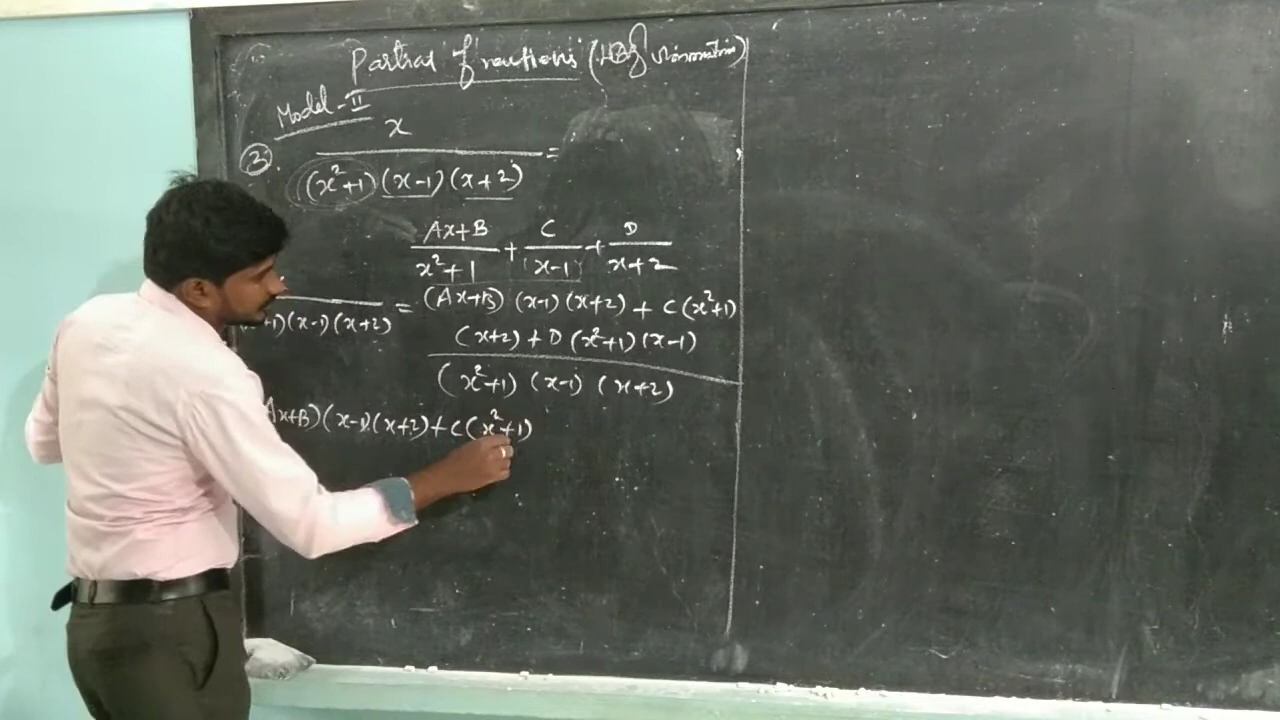 Partial fractions
Model-II
x
3.
=
(x²+1)(x-1)(x+2)
Ax+B C D
+ +
x²+1 x-1 x+2
= (Ax+B)(x-1)(x+2) + C(x²+1)
+1)(x-1)(x+2)
(x+2) + D(x²+1)(x-1)
(x²+1)(x-1)(x+2)
Ax+B)(x-1)(x+2)+C(x²+1)